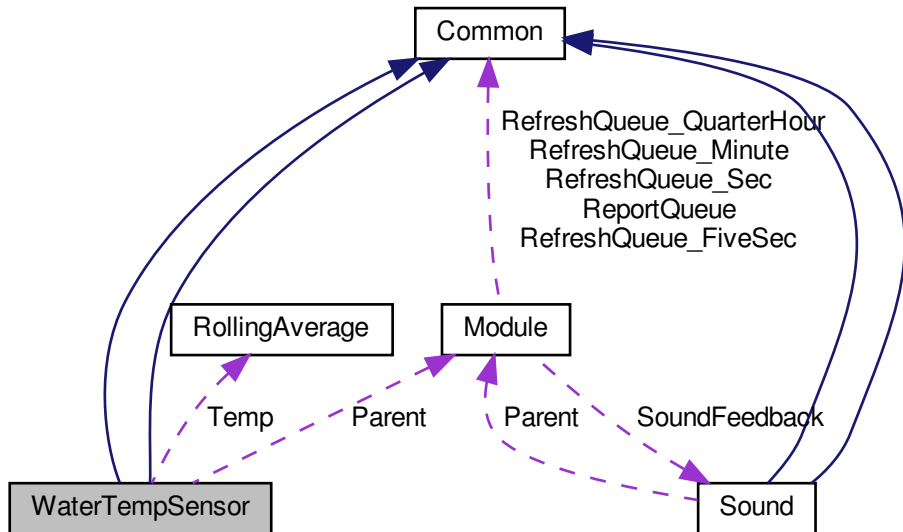 Common
RefreshQueue_QuarterHour
RefreshQueue_Minute
RefreshQueue_Sec
ReportQueue
RefreshQueue_FiveSec
RollingAverage
Module
Temp
Parent
Parent
SoundFeedback
WaterTempSensor
Sound